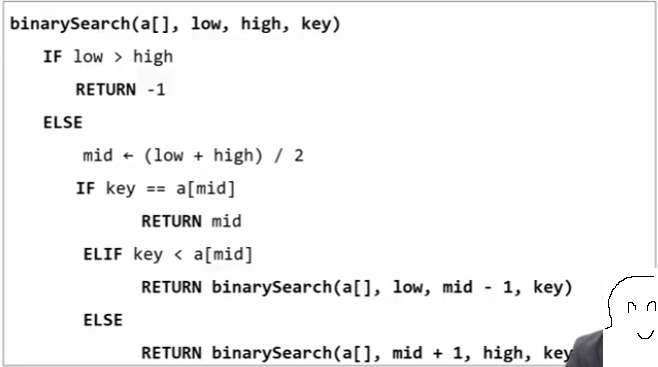 binarySearch(a[], low, high, key)
IF low > high
RETURN -1
ELSE
mid ← (low + high) / 2
IF key == a[mid]
RETURN mid
ELIF key < a[mid]
RETURN binarySearch(a[], low, mid - 1, key)
ELSE
RETURN binarySearch(a[], mid + 1, high, key